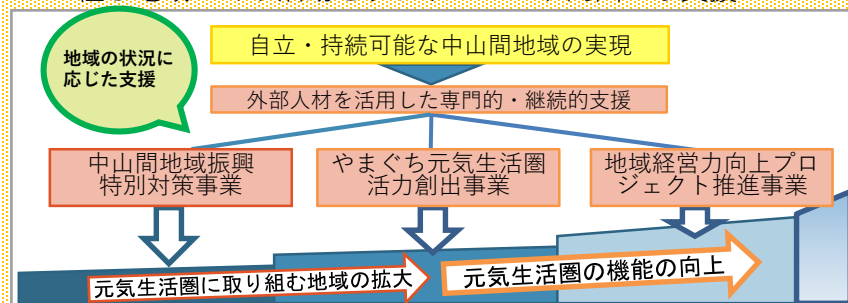 地域の状況に
応じた支援
自立・持続可能な中山間地域の実現
外部人材を活用した専門的・継続的支援
中山間地域振興
特別対策事業
やまぐち元気生活圏
活力創出事業
地域経営力向上プロ
ジェクト推進事業
元気生活圏に取り組む地域の拡大
元気生活圏の機能の向上